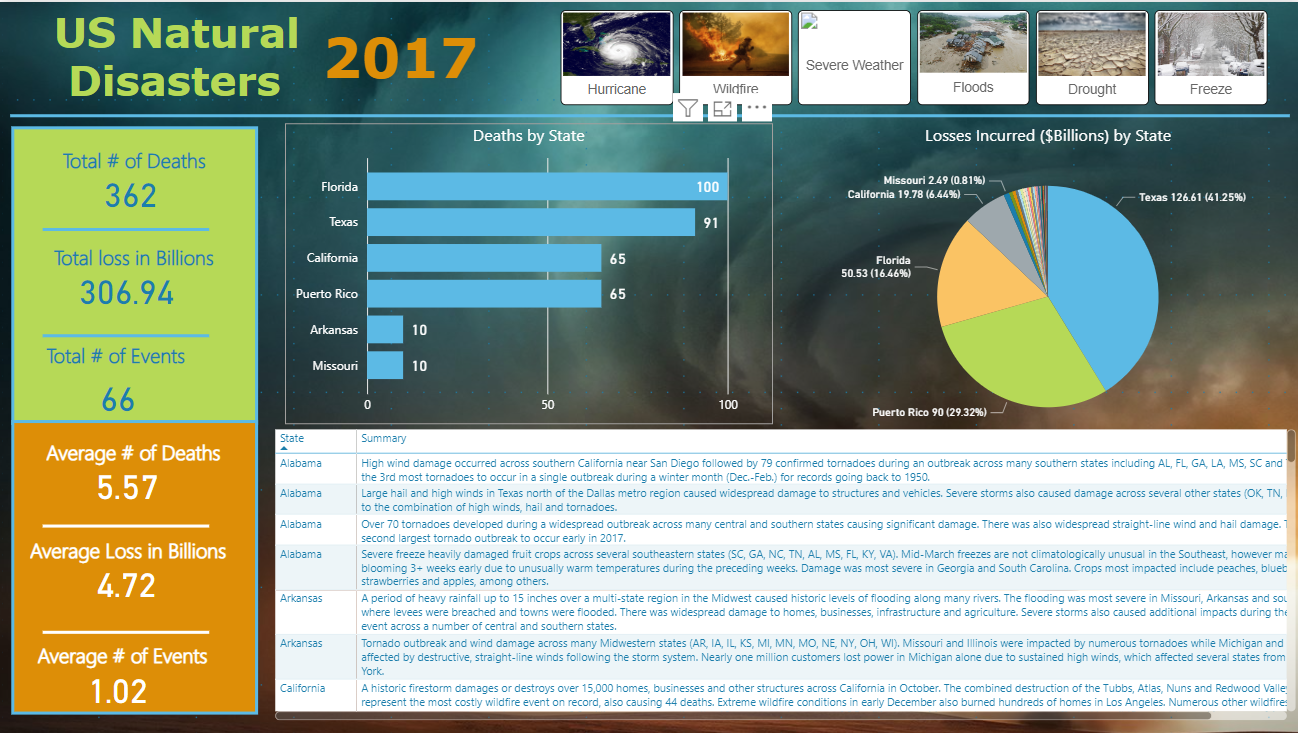 US Natural
Disasters
2017
Hurricane
Wildfire
Severe Weather
Floods
Drought
Freeze
Total # of Deaths
362
Total loss in Billions
306.94
Total # of Events
66
Average # of Deaths
5.57
Average Loss in Billions
4.72
Average # of Events
1.02
Deaths by State
Florida
100
Texas
91
California
65
Puerto Rico
65
Arkansas
10
Missouri
10
0
50
100
Losses Incurred ($Billions) by State
Missouri 2.49 (0.81%)
California 19.78 (6.44%)
Texas 126.61 (41.25%)
Florida
50.53 (16.46%)
Puerto Rico 90 (29.32%)
State
Summary
Alabama
High wind damage occurred across southern California near San Diego followed by 79 confirmed tornadoes during an outbreak across many southern states including AL, FL, GA, LA, MS, SC and
the 3rd most tornadoes to occur in a single outbreak during a winter month (Dec.-Feb.) for records going back to 1950.
Alabama
Large hail and high winds in Texas north of the Dallas metro region caused widespread damage to structures and vehicles. Severe storms also caused damage across several other states (OK, TN,
to the combination of high winds, hail and tornadoes.
Alabama
Over 70 tornadoes developed during a widespread outbreak across many central and southern states causing significant damage. There was also widespread straight-line wind and hail damage.
second largest tornado outbreak to occur early in 2017.
Alabama
Severe freeze heavily damaged fruit crops across several southeastern states (SC, GA, NC, TN, AL, MS, FL, KY, VA). Mid-March freezes are not climatologically unusual in the Southeast, however
blooming 3+ weeks early due to unusually warm temperatures during the preceding weeks. Damage was most severe in Georgia and South Carolina. Crops most impacted include peaches,
strawberries and apples, among others.
Arkansas
A period of heavy rainfall up to 15 inches over a multi-state region in the Midwest caused historic levels of flooding along many rivers. The flooding was most severe in Missouri, Arkansas and
where levees were breached and towns were flooded. There was widespread damage to homes, businesses, infrastructure and agriculture. Severe storms also caused additional impacts during the
event across a number of central and southern states.
Arkansas
Tornado outbreak and wind damage across many Midwestern states (AR, IA, IL, KS, MI, MN, MO, NE, NY, OH, WI). Missouri and Illinois were impacted by numerous tornadoes while Michigan and
affected by destructive, straight-line winds following the storm system. Nearly one million customers lost power in Michigan alone due to sustained high winds, which affected several states from
York.
California
A historic firestorm damages or destroys over 15,000 homes, businesses and other structures across California in October. The combined destruction of the Tubbs, Atlas, Nuns and Redwood Valley
represent the most costly wildfire event on record, also causing 44 deaths. Extreme wildfire conditions in early December also burned hundreds of homes in Los Angeles. Numerous other wildfires